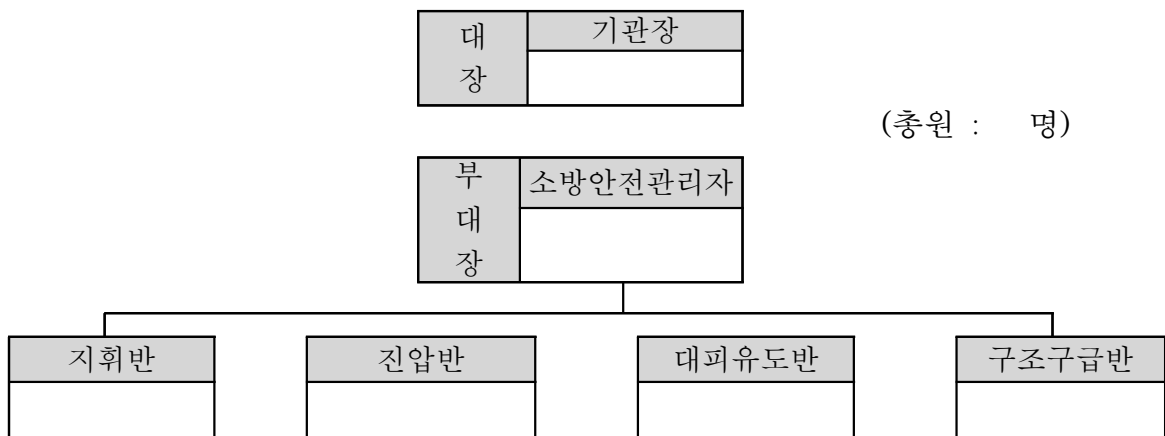 대장
기관장
(총원 : 명)
부대장
소방안전관리자
지휘반
진압반
대피유도반
구조구급반